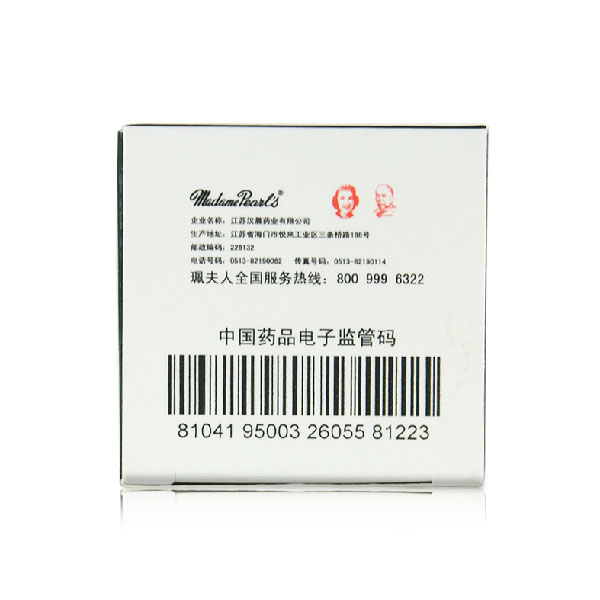 Madame Pearl's®
企业名称：江苏汉晨药业有限公司
生产地址：江苏省海门市悦来工业区三条桥路186号
邮政编码：226132
电话号码：0513-82190082 传真号码：0513-82190114
珮夫人全国服务热线：800 999 6322
中国药品电子监管码
81041 95003 26055 81223